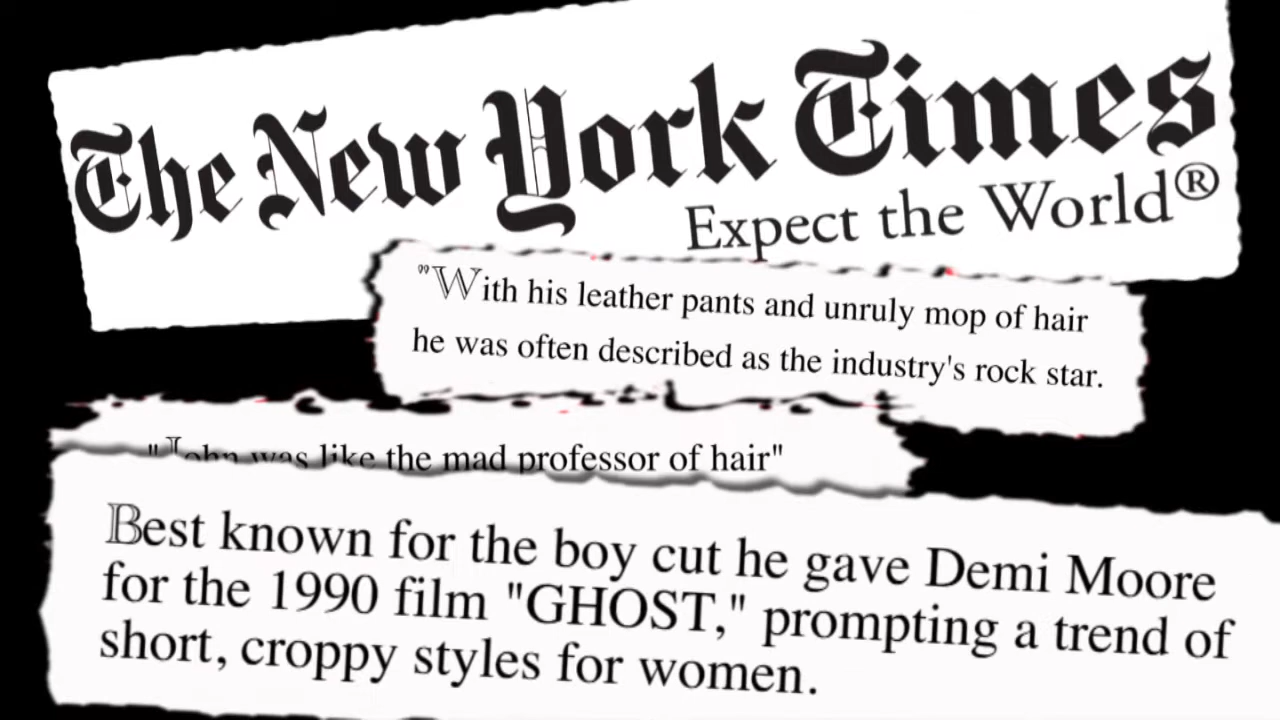 The New York Times
Expect the World®
"With his leather pants and unruly mop of hair
he was often described as the industry's rock star.
"John was like the mad professor of hair"
Best known for the boy cut he gave Demi Moore
for the 1990 film "GHOST," prompting a trend of
short, croppy styles for women.